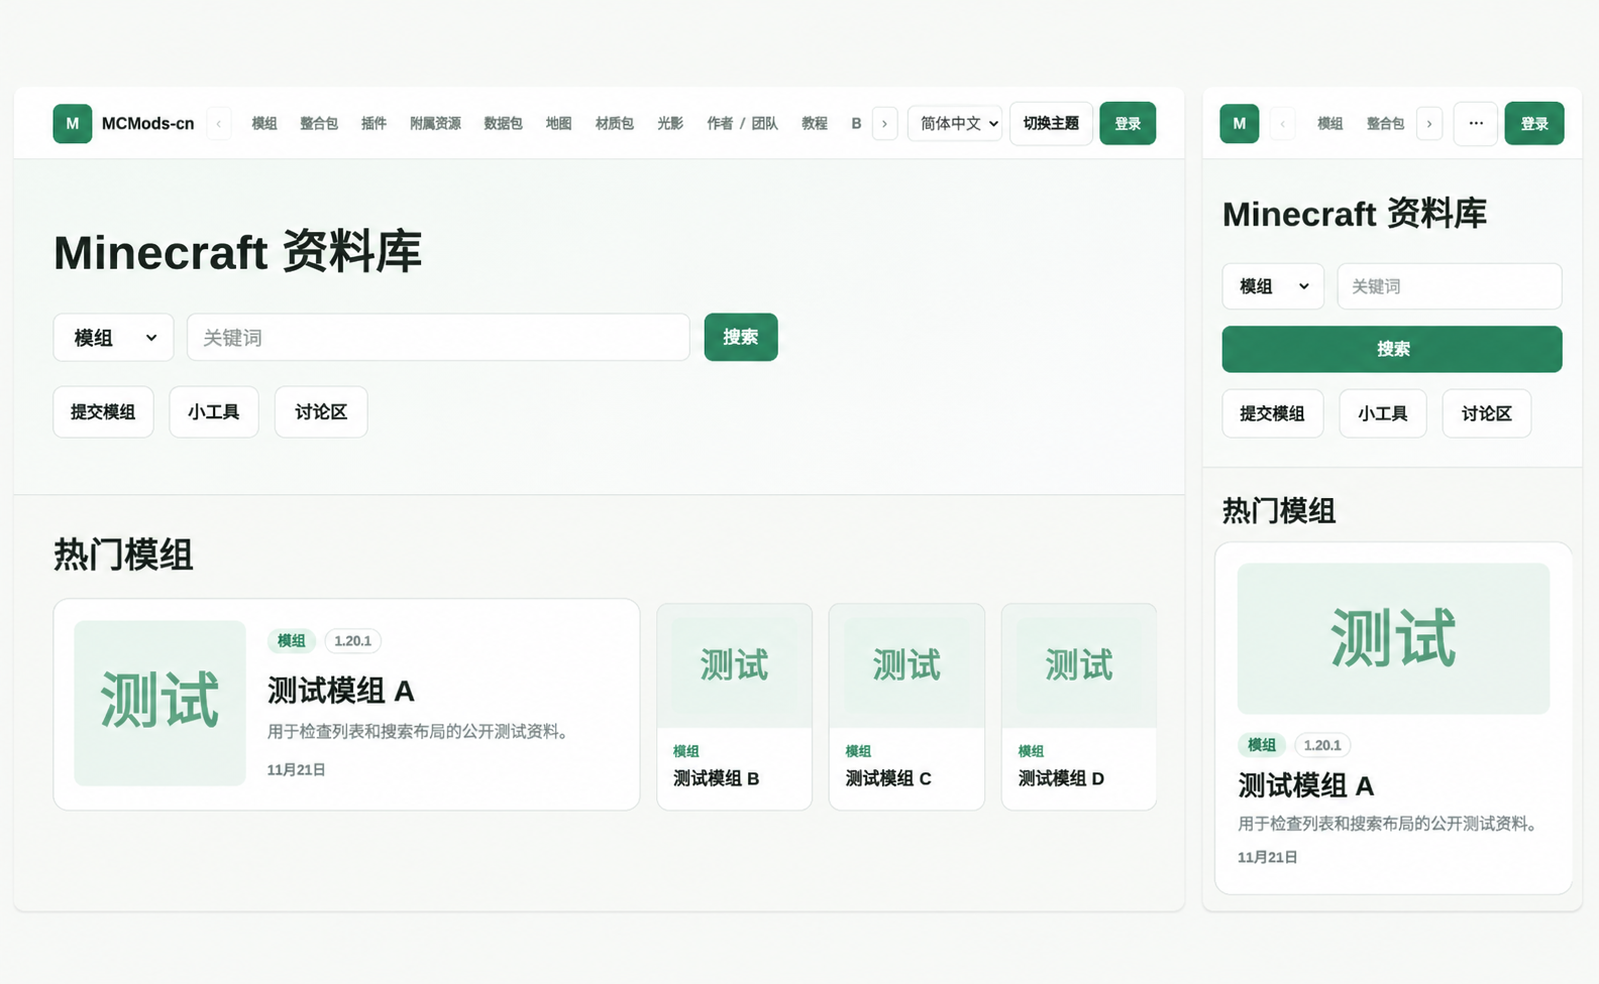 M MCMods-cn ‹ 模组 整合包 插件 附属资源 数据包 地图 材质包 光影 作者 / 团队 教程 B › 简体中文 切换主题 登录
Minecraft 资料库
模组 关键词 搜索
提交模组 小工具 讨论区
热门模组
测试
模组 1.20.1
测试模组 A
用于检查列表和搜索布局的公开测试资料。
11月21日
测试
模组
测试模组 B
测试
模组
测试模组 C
测试
模组
测试模组 D
M ‹ 模组 整合包 › ··· 登录
Minecraft 资料库
模组 关键词
搜索
提交模组 小工具 讨论区
热门模组
测试
模组 1.20.1
测试模组 A
用于检查列表和搜索布局的公开测试资料。
11月21日